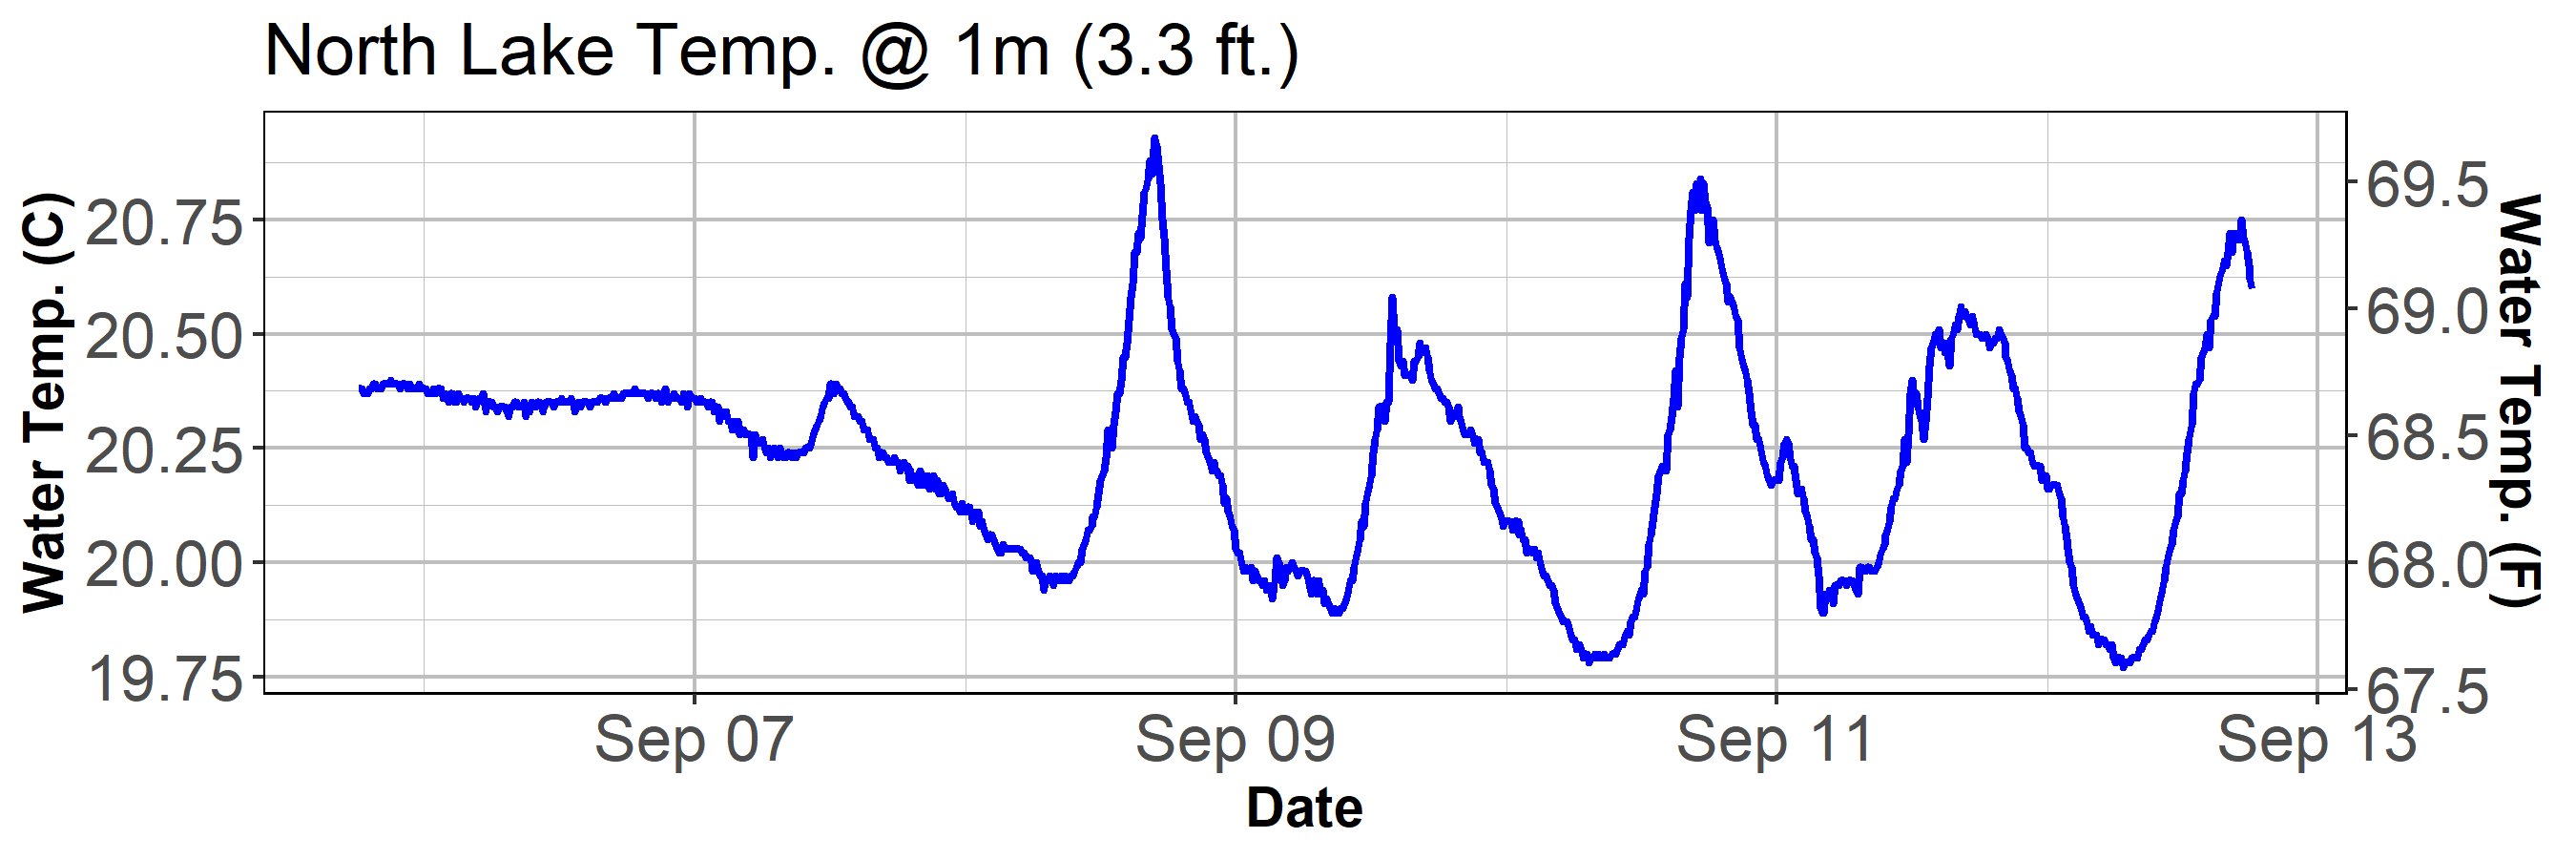 North Lake Temp. @ 1m (3.3 ft.)
Water Temp. (C)
20.75
20.50
20.25
20.00
19.75
69.5
69.0
68.5
68.0
67.5
Water Temp. (F)
Sep 07 Sep 09 Sep 11 Sep 13
Date